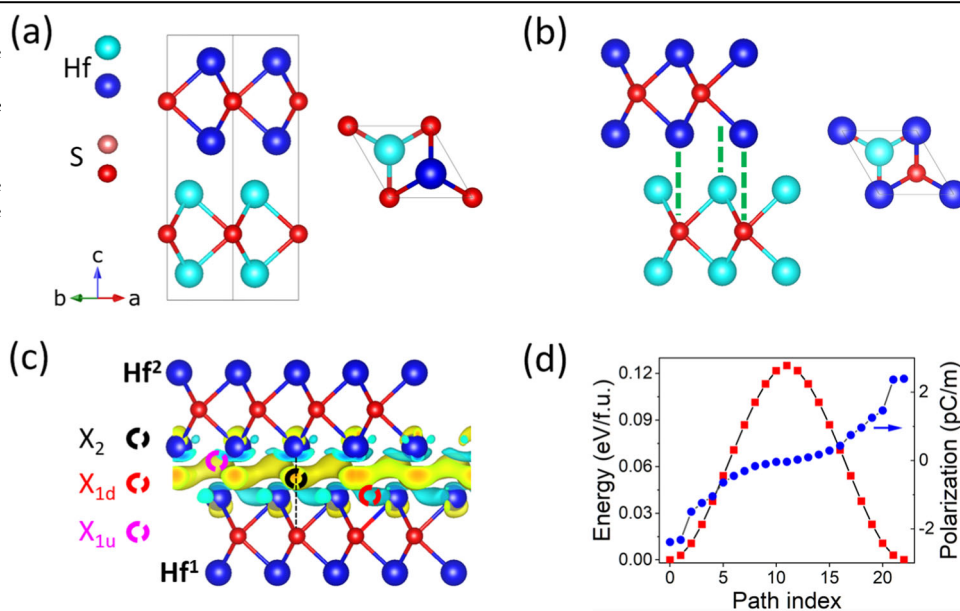 (a)
Hf
S
c
b
a
(b)
(c)
Hf²
X₂
X₁d
X₁u
Hf¹
(d)
Energy (eV/f.u.)
0.12
0.09
0.06
0.03
0.00
2
0
-2
Polarization (pC/m)
0 5 10 15 20
Path index